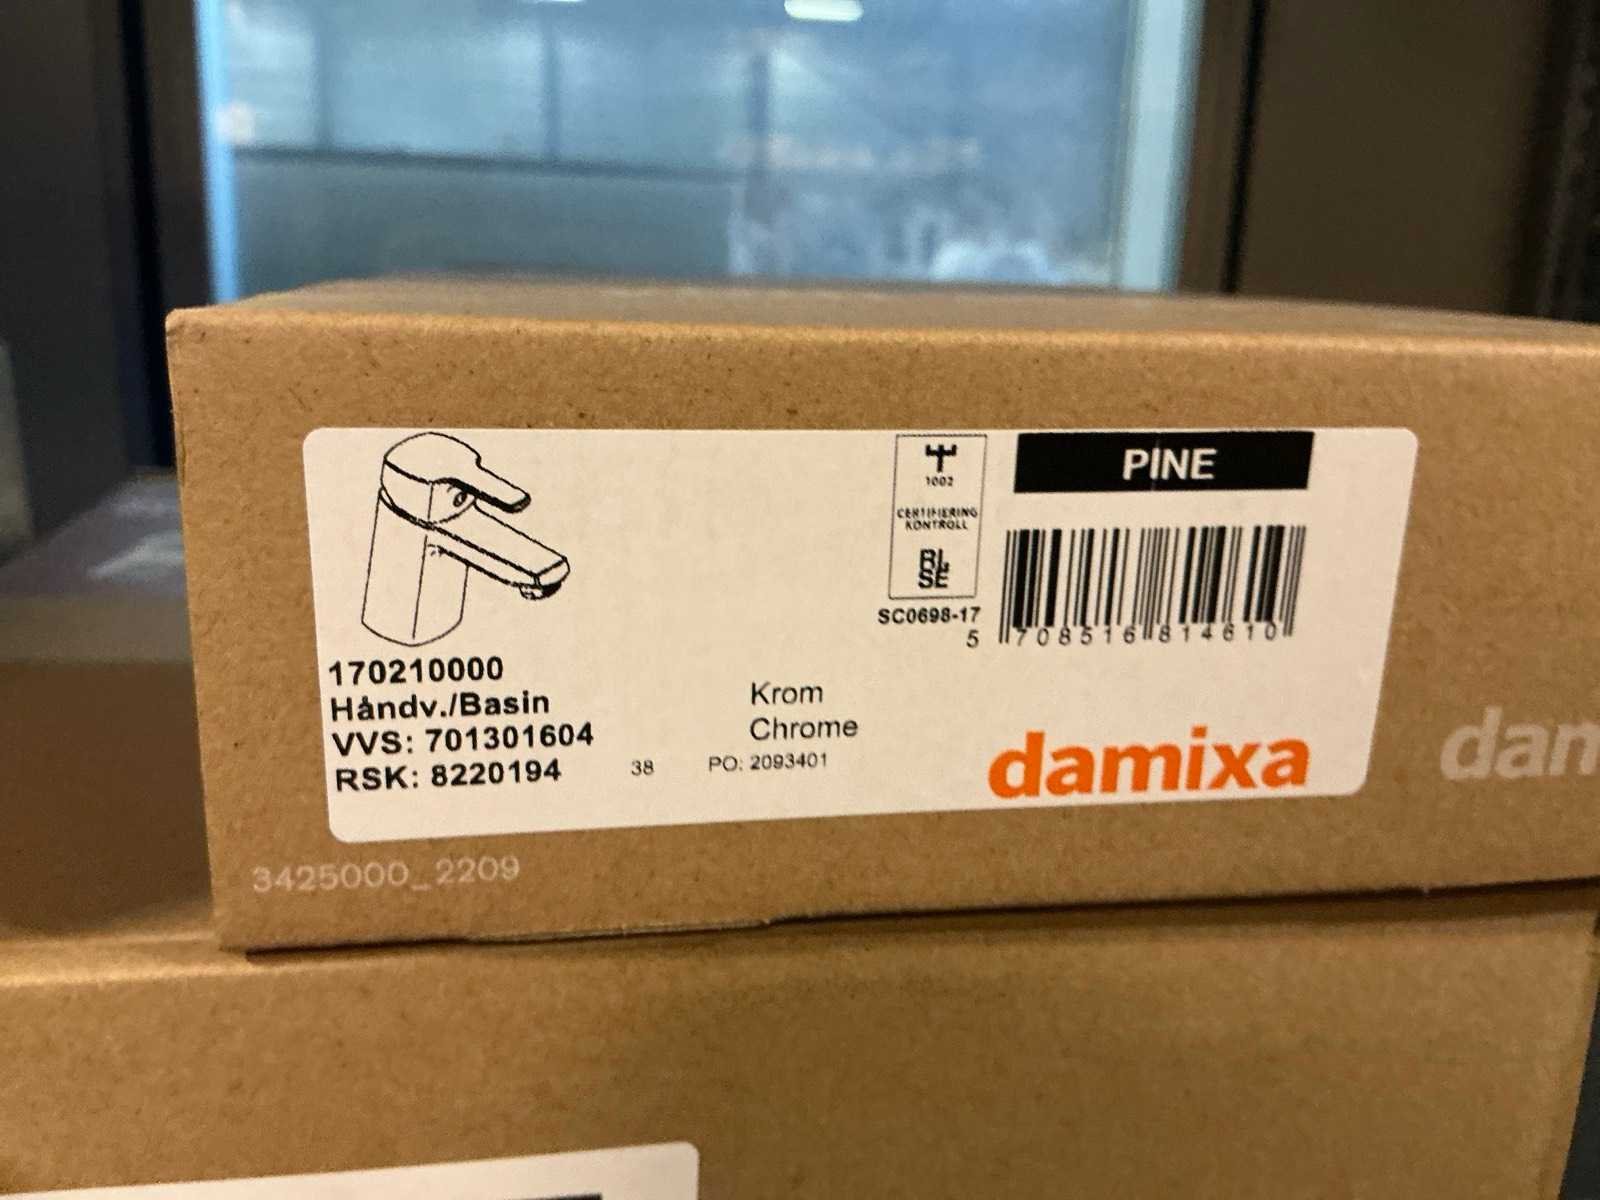 PINE
1002
CERTIFIERING
KONTROLL
RI.
SE
SC0698-17
5 708516 814610
170210000
Håndv./Basin
VVS: 701301604
RSK: 8220194
38
Krom
Chrome
PO: 2093401
damixa
dam
3425000_2209